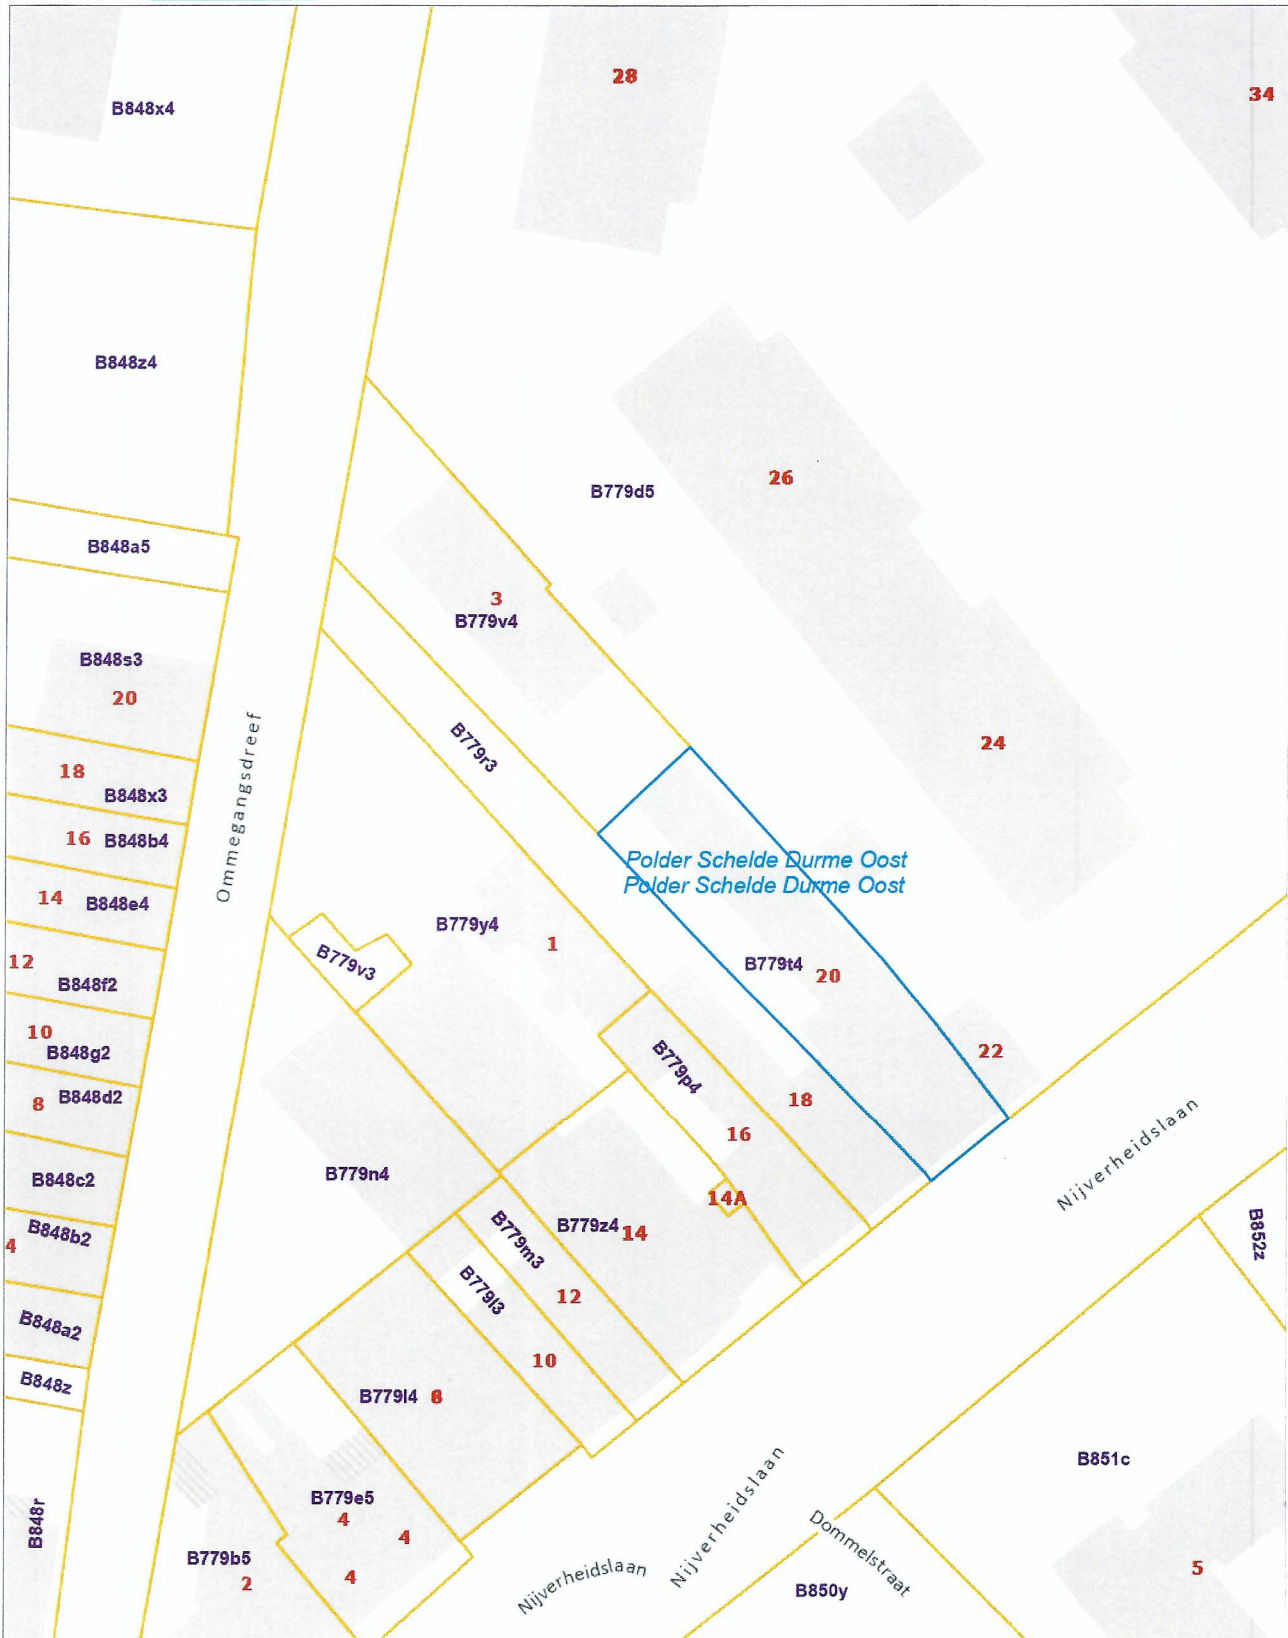 28
34
B848x4
B848z4
26
B779d5
B848a5
3
B779v4
B848s3
20
Ommegangsdreef
B779r3
24
18
B848x3
16 B848b4
Polder Schelde Durme Oost
Polder Schelde Durme Oost
14 B848e4
B779y4
1
B779v3
B779t4
20
12
B848f2
10
B848g2
22
B779p4
8 B848d2
18
16
Nijverheidslaan
B848c2
B779n4
14A
B848b2
4
B779m3
B779z4 14
B852z
B779l3
12
B848a2
10
B848z
B779l4
B851c
Nijverheidslaan
B848r
B779e5
4
4
4
Dommelstraat
B779b5
2
Nijverheidslaan
B850y
5